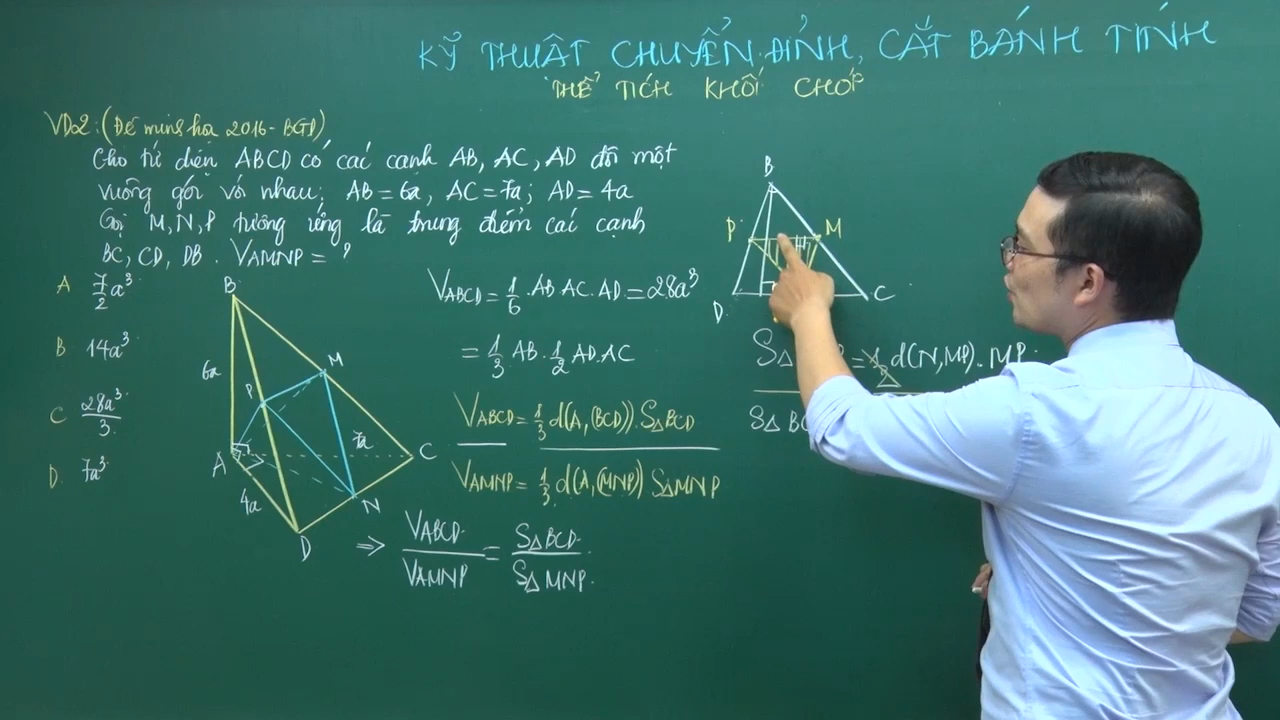 KỸ THUẬT CHUYỂN ĐỈNH, CẮT BÁNH TINH
THỂ TÍCH KHỐI CHÓP
VD2: (Đề minh họa 2016 - BGD)
Cho tứ diện ABCD có các cạnh AB, AC, AD đôi một
vuông góc với nhau; AB = 6a, AC = 7a; AD = 4a
Gọi M, N, P tương ứng là trung điểm các cạnh
BC, CD, DB. VAMNP = ?
A 7/2 a³
B. 14a³
C 28a³/3
D. 7a³
B
6a
M
P
7a
A
C
4a
N
D
VABCD = 1/6 . AB AC. AD = 28a³
= 1/3 AB . 1/2 AD. AC
VABCD = 1/3 d(A, (BCD)). S△BCD
VAMNP = 1/3 d(A, (MNP)) S△MNP
=> VABCD/VAMNP = S△BCD/S△MNP
B
P
M
D
C
S△ P = 1/2 d(N, MP). MP
S△ BC